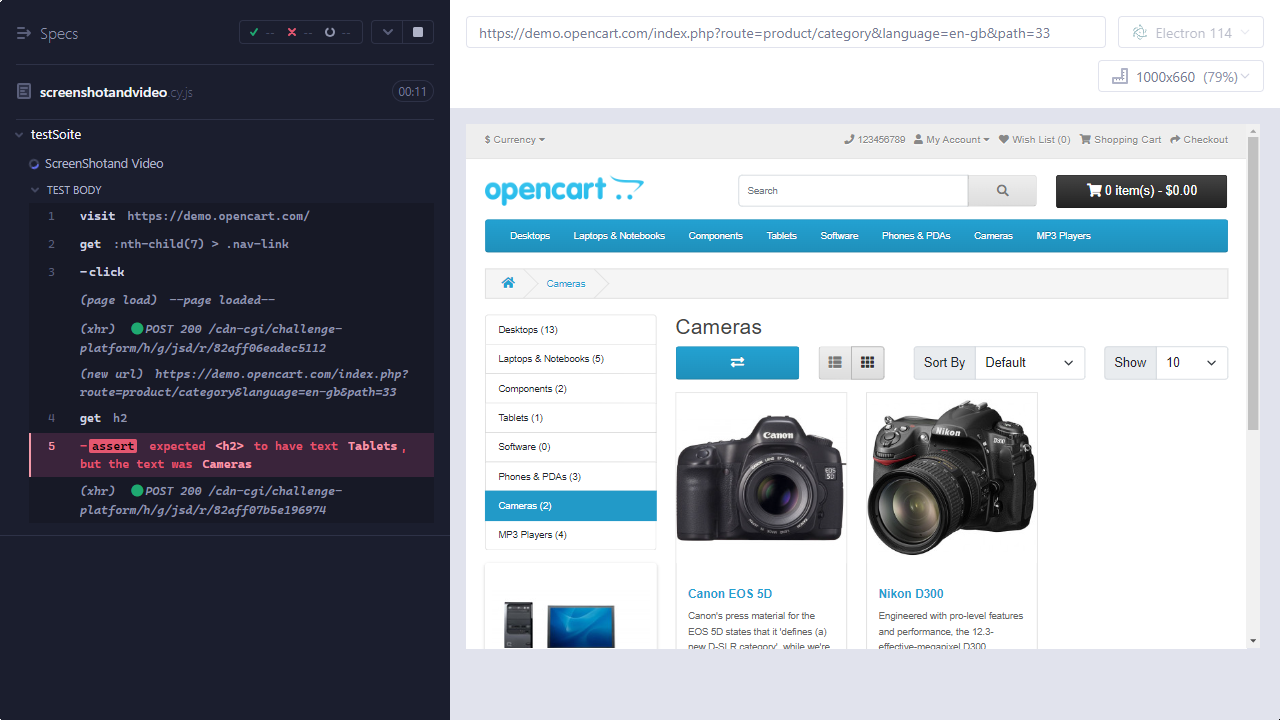 Specs
-- -- --
screenshotandvideo.cy.js 00:11
testSoite
ScreenShotand Video
TEST BODY
1 visit https://demo.opencart.com/
2 get :nth-child(7) > .nav-link
3 -click
(page load) --page loaded--
(xhr) POST 200 /cdn-cgi/challenge-
platform/h/g/jsd/r/82aff06eadec5112
(new url) https://demo.opencart.com/index.php?
route=product/category&language=en-gb&path=33
4 get h2
5 -assert expected <h2> to have text Tablets,
but the text was Cameras
(xhr) POST 200 /cdn-cgi/challenge-
platform/h/g/jsd/r/82aff07b5e196974
https://demo.opencart.com/index.php?route=product/category&language=en-gb&path=33
Electron 114
1000x660 (79%)
$ Currency 123456789 My Account Wish List (0) Shopping Cart Checkout
opencart
Search
0 item(s) - $0.00
Desktops Laptops & Notebooks Components Tablets Software Phones & PDAs Cameras MP3 Players
Cameras
Desktops (13)
Laptops & Notebooks (5)
Components (2)
Tablets (1)
Software (0)
Phones & PDAs (3)
Cameras (2)
MP3 Players (4)
Cameras
Sort By Default Show 10
Canon
EOS
5D
Nikon
D300
Canon EOS 5D
Canon's press material for the
EOS 5D states that it 'defines (a)
new D-SLR category', while we're
Nikon D300
Engineered with pro-level features
and performance, the 12.3-
effective-megapixel D300